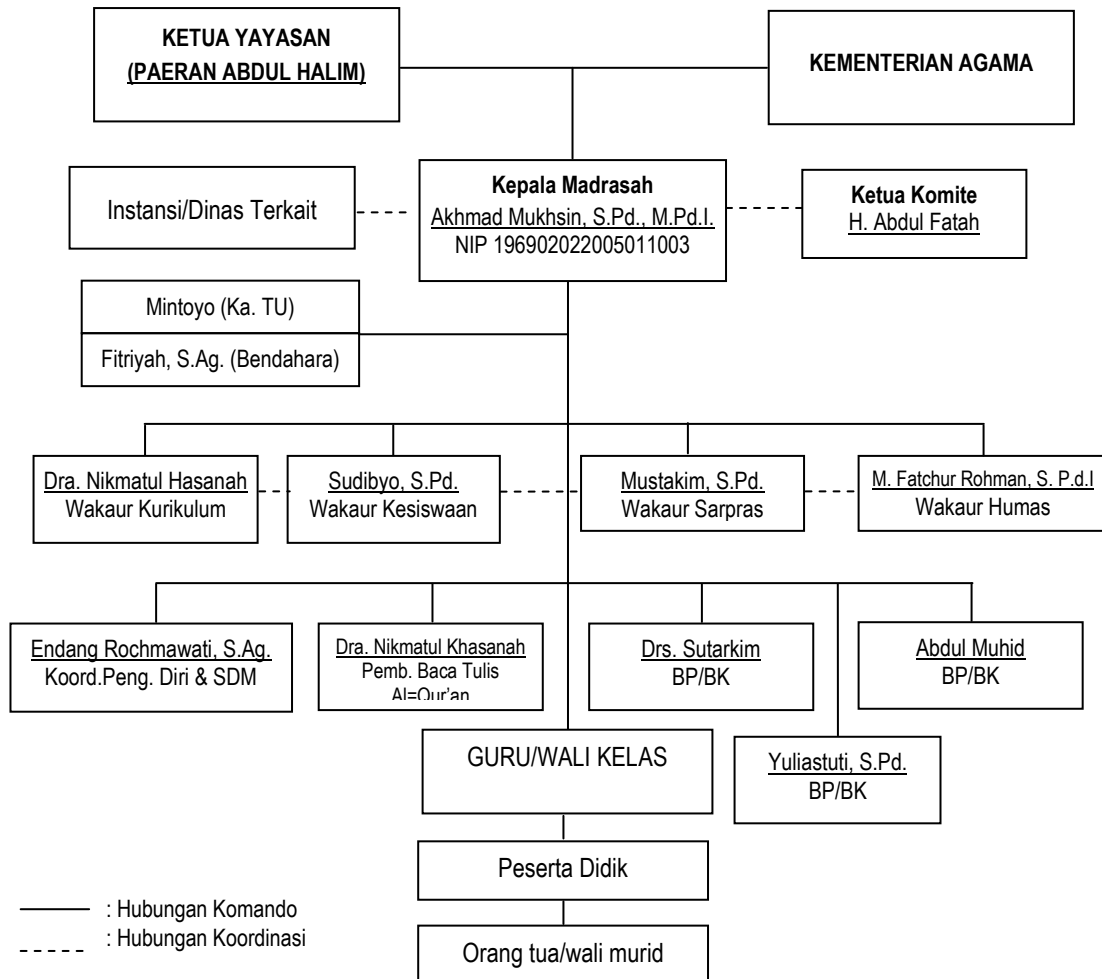 KETUA YAYASAN
(PAERAN ABDUL HALIM)
KEMENTERIAN AGAMA
Instansi/Dinas Terkait
Kepala Madrasah
Akhmad Mukhsin, S.Pd., M.Pd.I.
NIP 196902022005011003
Ketua Komite
H. Abdul Fatah
Mintoyo (Ka. TU)
Fitriyah, S.Ag. (Bendahara)
Dra. Nikmatul Hasanah
Wakaur Kurikulum
Sudibyo, S.Pd.
Wakaur Kesiswaan
Mustakim, S.Pd.
Wakaur Sarpras
M. Fatchur Rohman, S. P.d.I
Wakaur Humas
Endang Rochmawati, S.Ag.
Koord.Peng. Diri & SDM
Dra. Nikmatul Khasanah
Pemb. Baca Tulis
Al=Qur'an
Drs. Sutarkim
BP/BK
Abdul Muhid
BP/BK
GURU/WALI KELAS
Yuliastuti, S.Pd.
BP/BK
Peserta Didik
Orang tua/wali murid
: Hubungan Komando
: Hubungan Koordinasi